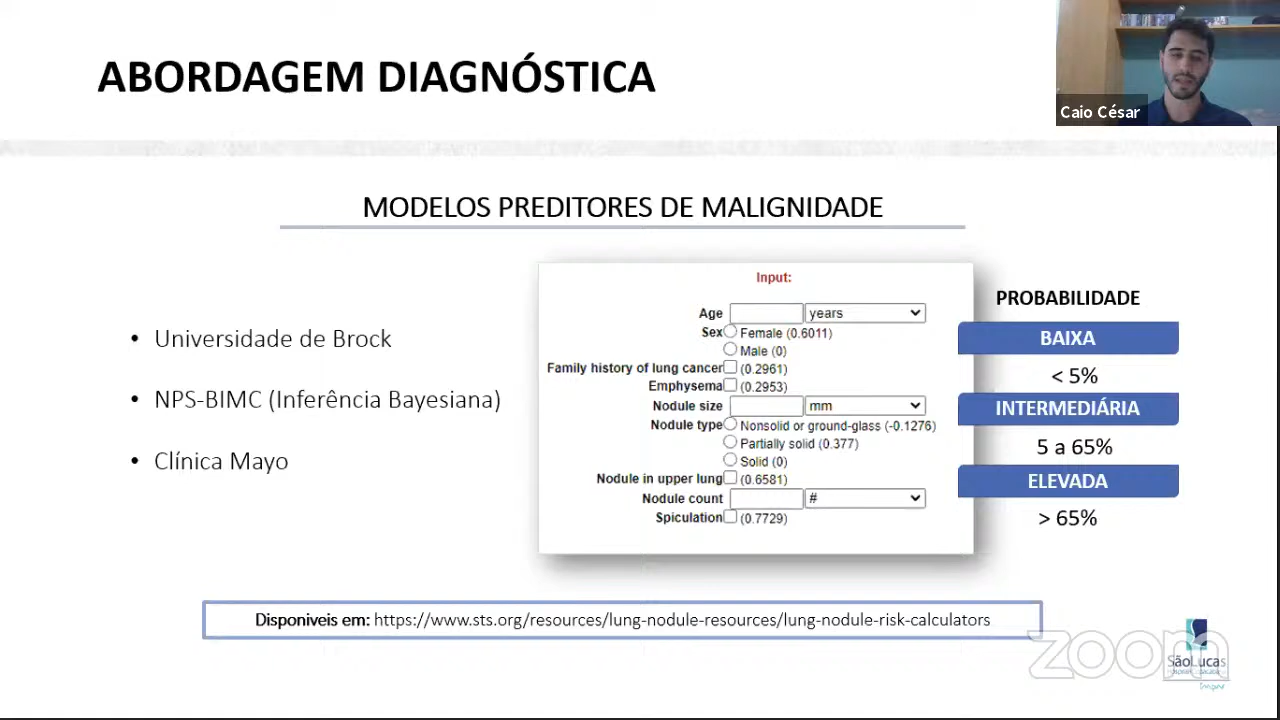 ABORDAGEM DIAGNÓSTICA
Caio César
MODELOS PREDITORES DE MALIGNIDADE
• Universidade de Brock
• NPS-BIMC (Inferência Bayesiana)
• Clínica Mayo
Input:
Age years
Sex Female (0.6011)
Male (0)
Family history of lung cancer (0.2961)
Emphysema (0.2953)
Nodule size mm
Nodule type Nonsolid or ground-glass (-0.1276)
Partially solid (0.377)
Solid (0)
Nodule in upper lung (0.6581)
Nodule count #
Spiculation (0.7729)
PROBABILIDADE
BAIXA
< 5%
INTERMEDIÁRIA
5 a 65%
ELEVADA
> 65%
Disponiveis em: https://www.sts.org/resources/lung-nodule-resources/lung-nodule-risk-calculators
zoom
SãoLucas